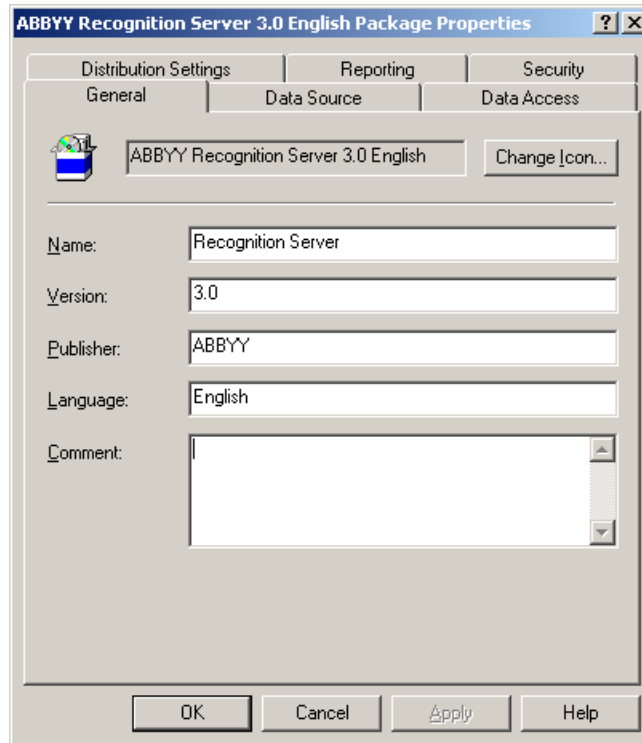 ABBYY Recognition Server 3.0 English Package Properties
Distribution Settings Reporting Security
General Data Source Data Access
ABBYY Recognition Server 3.0 English Change Icon...
Name: Recognition Server
Version: 3.0
Publisher: ABBYY
Language: English
Comment:
OK Cancel Apply Help